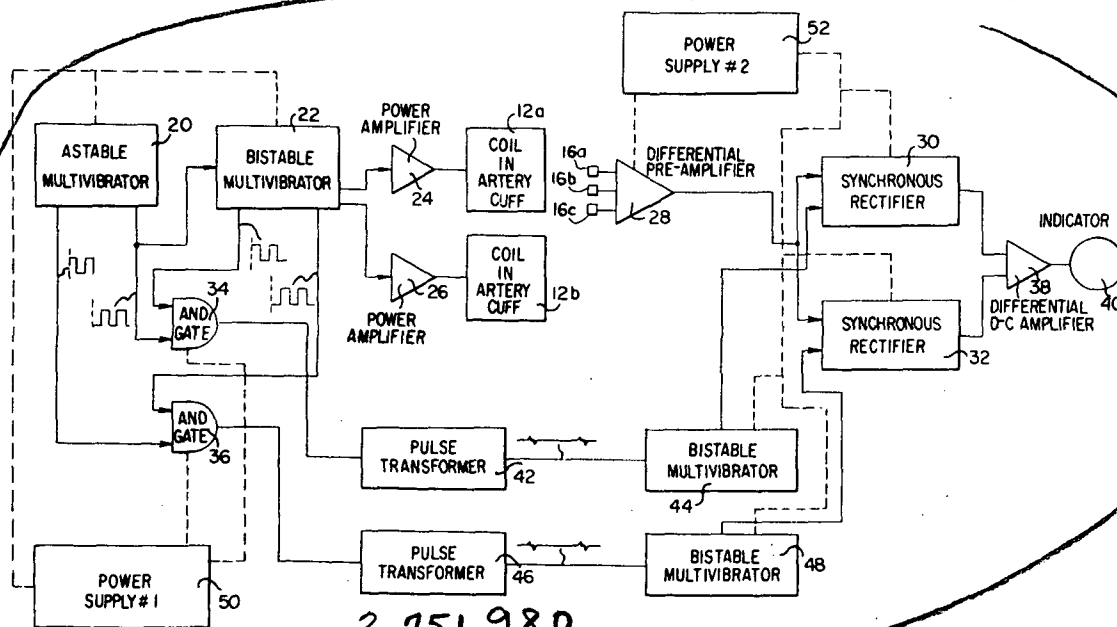 52
POWER
SUPPLY #2
20
ASTABLE
MULTIVIBRATOR
22
BISTABLE
MULTIVIBRATOR
POWER
AMPLIFIER
24
12a
COIL
IN
ARTERY
CUFF
16a
16b
16c
DIFFERENTIAL
PRE-AMPLIFIER
28
30
SYNCHRONOUS
RECTIFIER
INDICATOR
38
40
DIFFERENTIAL
D-C AMPLIFIER
34
AND
GATE
26
POWER
AMPLIFIER
COIL
IN
ARTERY
CUFF
12b
SYNCHRONOUS
RECTIFIER
32
AND
GATE
36
PULSE
TRANSFORMER
42
BISTABLE
MULTIVIBRATOR
44
PULSE
TRANSFORMER
46
BISTABLE
MULTIVIBRATOR
48
POWER
SUPPLY #1
50
3,751,980